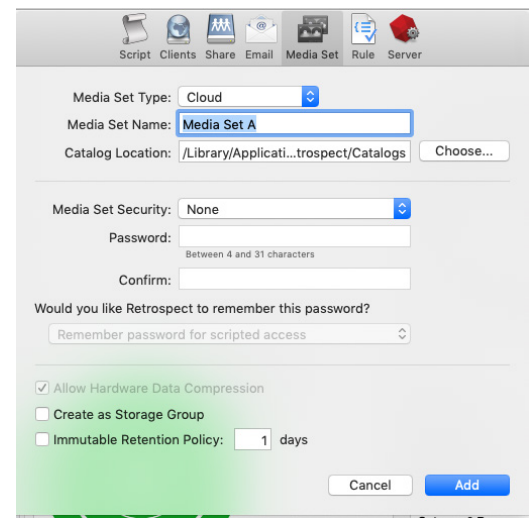 Script Clients Share Email Media Set Rule Server
Media Set Type: Cloud
Media Set Name: Media Set A
Catalog Location: /Library/Applicati...trospect/Catalogs Choose...
Media Set Security: None
Password:
Between 4 and 31 characters
Confirm:
Would you like Retrospect to remember this password?
Remember password for scripted access
Allow Hardware Data Compression
Create as Storage Group
Immutable Retention Policy: 1 days
Cancel Add